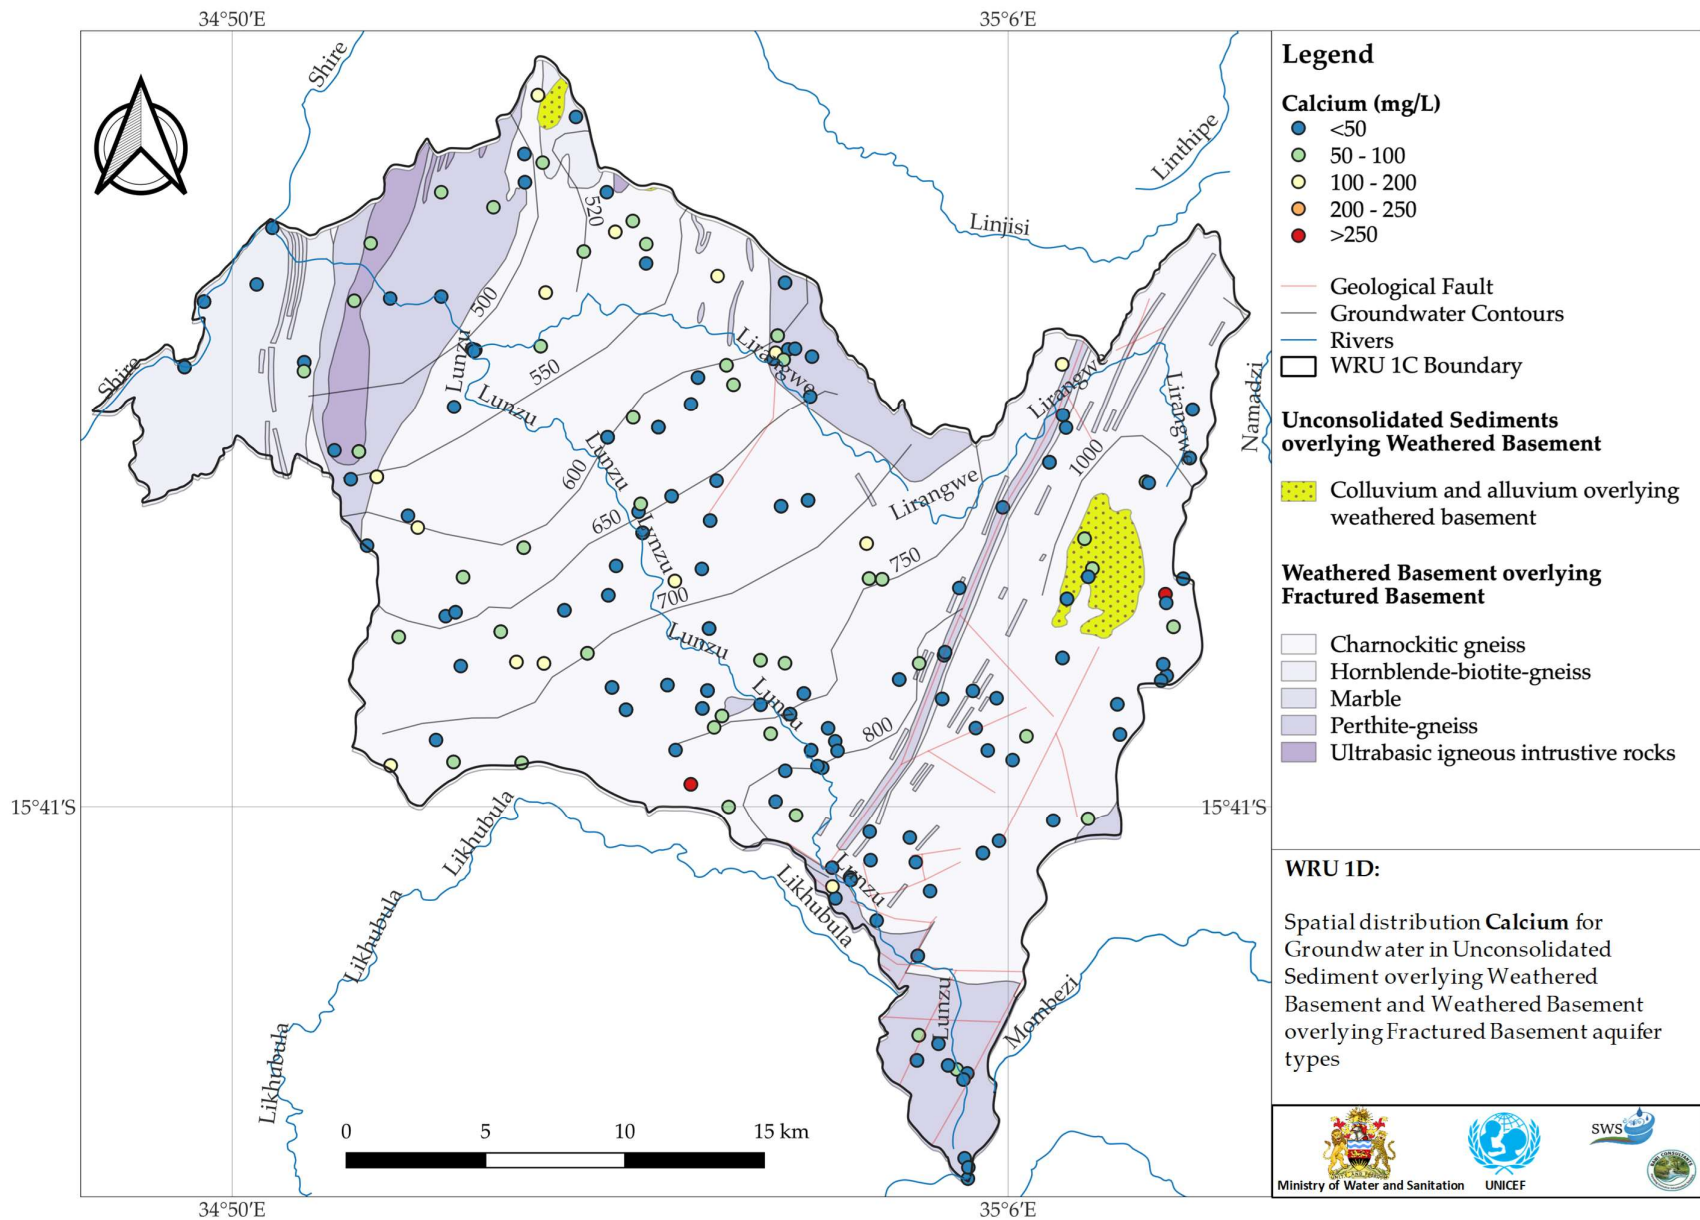 34°50'E
35°6'E
Shire
Linthipe
Linjisi
520
500
Shire
Lunzu
550
Lirangwe
Lirangwe
Lirangwe
Namadzi
Lunzu
Lunzu
600
1000
Lirangwe
650
Lunzu
750
700
Lunzu
Lunzu
800
15°41'S
15°41'S
Likhubula
Lunzu
Likhubula
Likhubula
Lunzu
Mombezi
Likhubula
0 5 10 15 km
34°50'E
35°6'E
Legend
Calcium (mg/L)
<50
50 - 100
100 - 200
200 - 250
>250
Geological Fault
Groundwater Contours
Rivers
WRU 1C Boundary
Unconsolidated Sediments
overlying Weathered Basement
Colluvium and alluvium overlying
weathered basement
Weathered Basement overlying
Fractured Basement
Charnockitic gneiss
Hornblende-biotite-gneiss
Marble
Perthite-gneiss
Ultrabasic igneous intrustive rocks
WRU 1D:
Spatial distribution Calcium for
Groundwater in Unconsolidated
Sediment overlying Weathered
Basement and Weathered Basement
overlying Fractured Basement aquifer
types
SWS
Ministry of Water and Sanitation
UNICEF